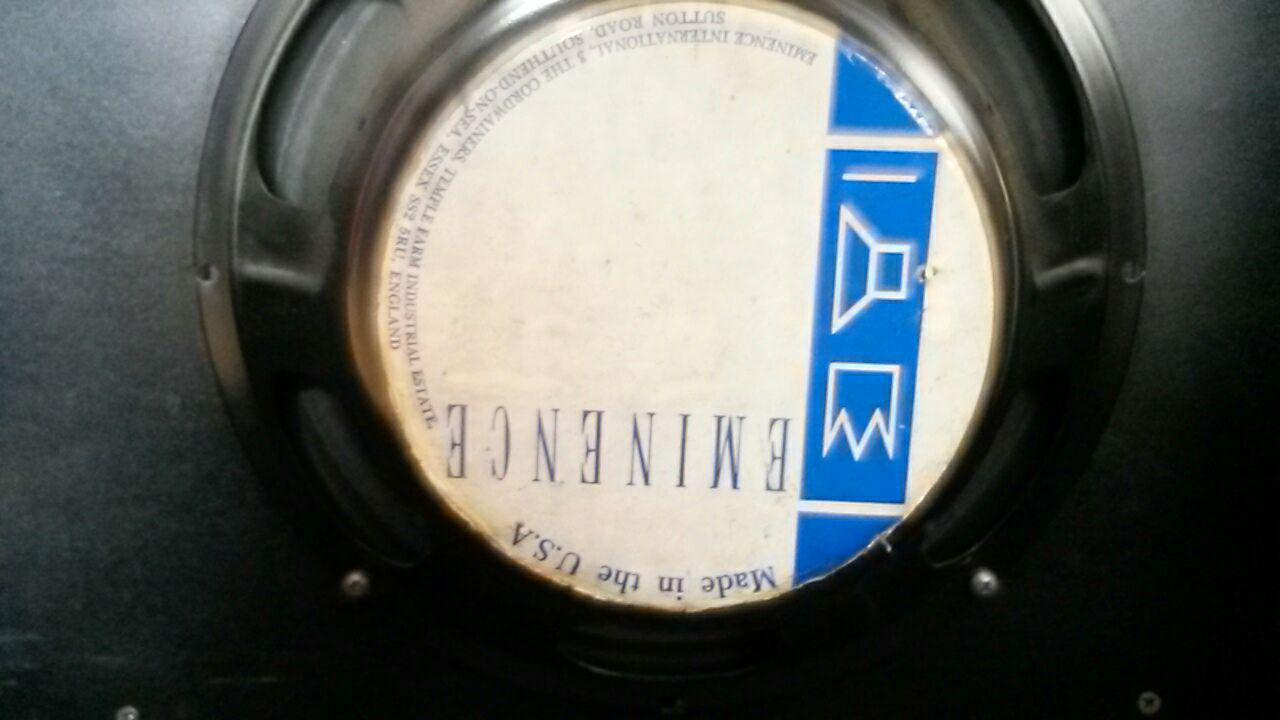 EMINENCE
Made in the U.S.A
EMINENCE INTERNATIONAL, 3 THE CORDWAINERS, TEMPLE FARM INDUSTRIAL ESTATE,
SUTTON ROAD, SOUTHEND-ON-SEA, ESSEX SS2 5RU, ENGLAND